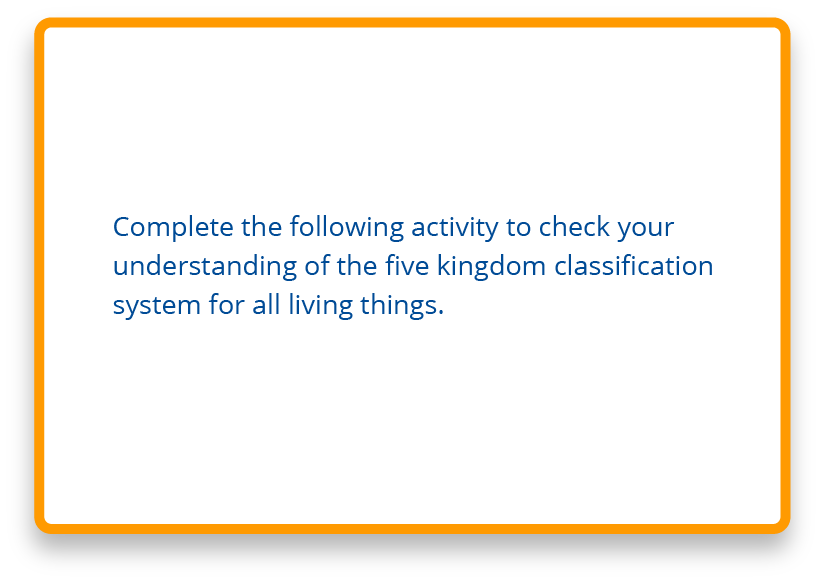 Complete the following activity to check your
understanding of the five kingdom classification
system for all living things.